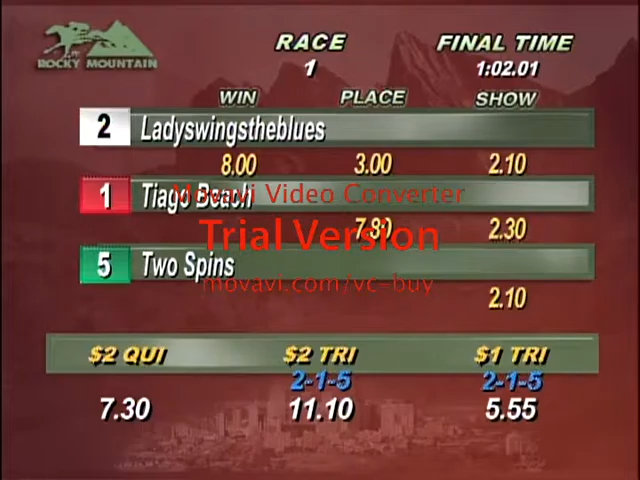 ROCKY MOUNTAIN
RACE
1
FINAL TIME
1:02.01
WIN PLACE SHOW
2 Ladyswingstheblues
8.00 3.00 2.10
1 Tiago Beach
Movavi Video Converter
7.80 2.30
Trial Version
5 Two Spins
movavi.com/vc-buy
2.10
$2 QUI $2 TRI $1 TRI
2-1-5 2-1-5
7.30 11.10 5.55